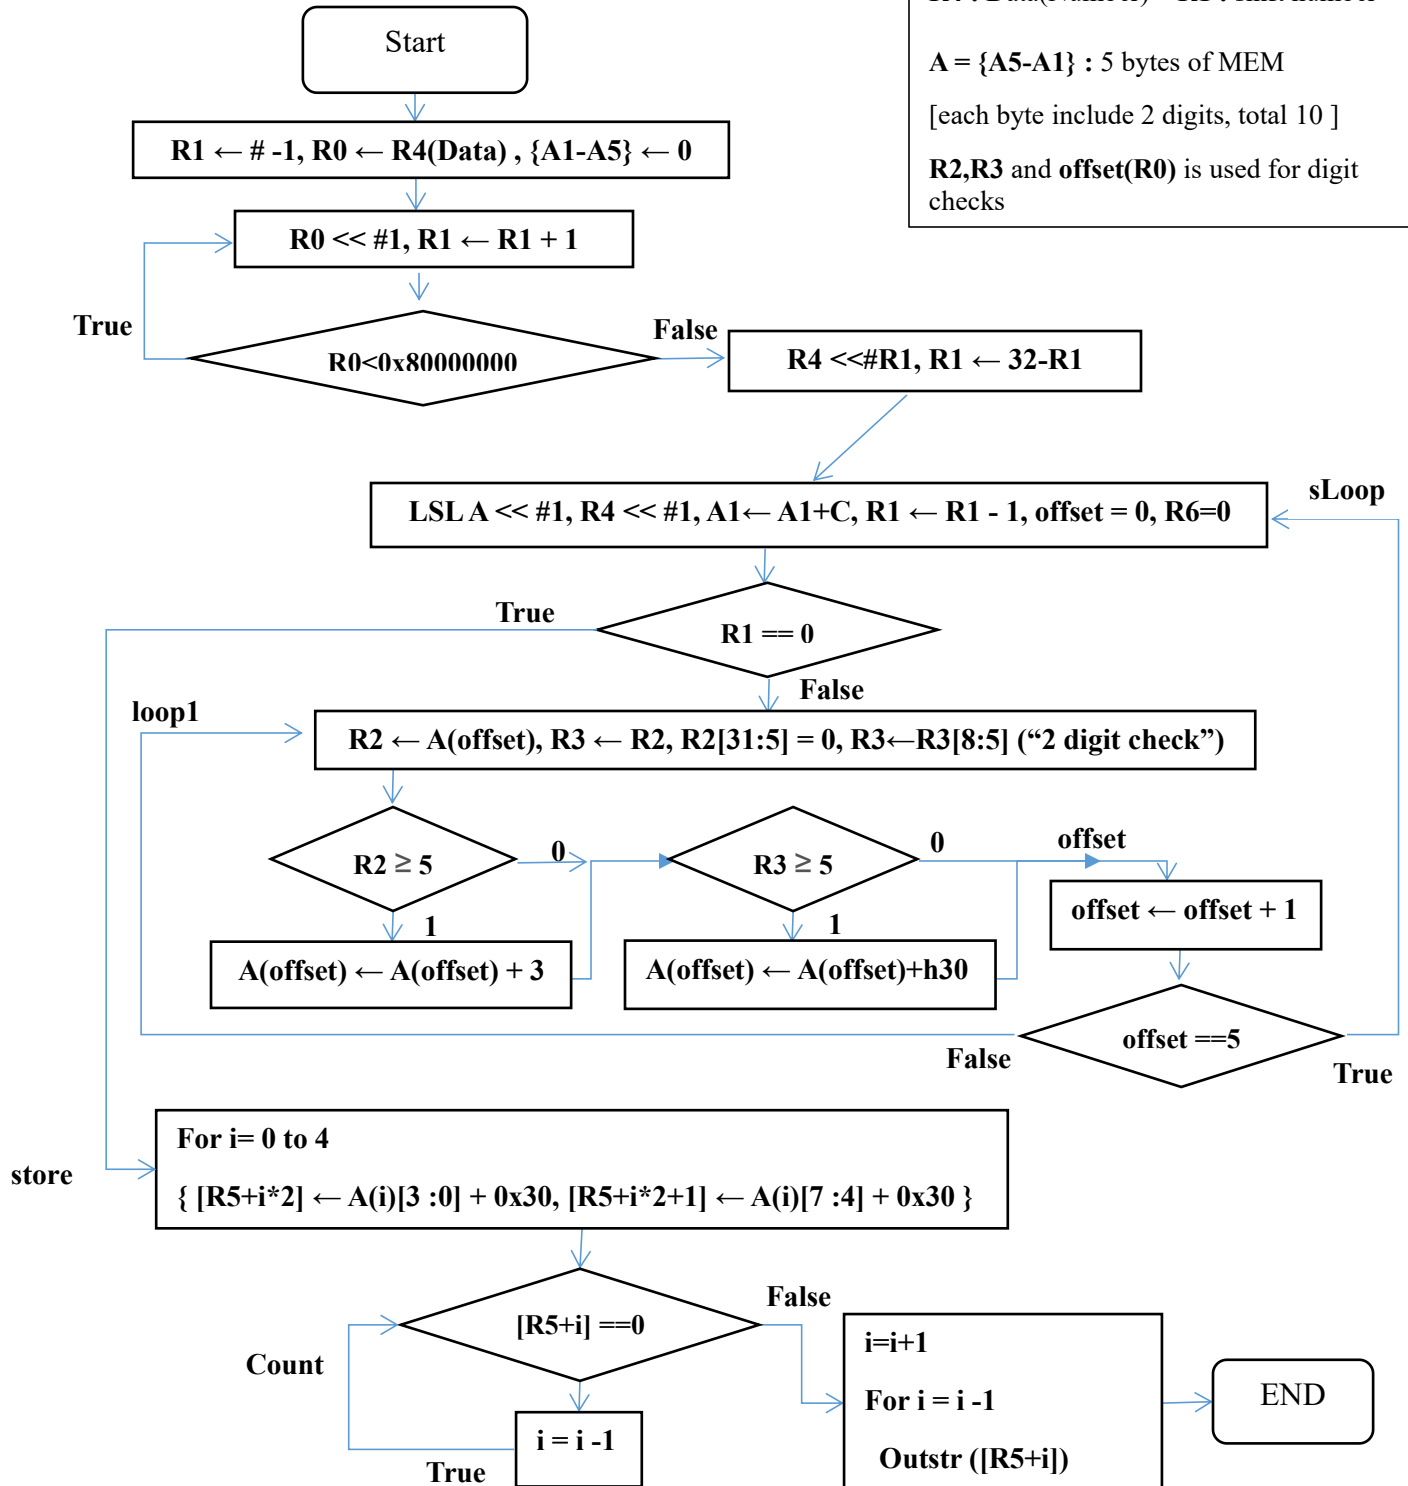 Start
A = {A5-A1} : 5 bytes of MEM
[each byte include 2 digits, total 10 ]
R2,R3 and offset(R0) is used for digit
checks
R1 ← # -1, R0 ← R4(Data) , {A1-A5} ← 0
R0 << #1, R1 ← R1 + 1
True
R0<0x80000000
False
R4 <<#R1, R1 ← 32-R1
sLoop
LSL A << #1, R4 << #1, A1← A1+C, R1 ← R1 - 1, offset = 0, R6=0
True
R1 == 0
False
loop1
R2 ← A(offset), R3 ← R2, R2[31:5] = 0, R3←R3[8:5] (“2 digit check”)
R2 ≥ 5
0
R3 ≥ 5
0
offset
1
1
offset ← offset + 1
A(offset) ← A(offset) + 3
A(offset) ← A(offset)+h30
offset ==5
False
True
store
For i= 0 to 4
{ [R5+i*2] ← A(i)[3 :0] + 0x30, [R5+i*2+1] ← A(i)[7 :4] + 0x30 }
[R5+i] ==0
False
Count
i = i -1
True
i=i+1
For i = i -1
Outstr ([R5+i])
END